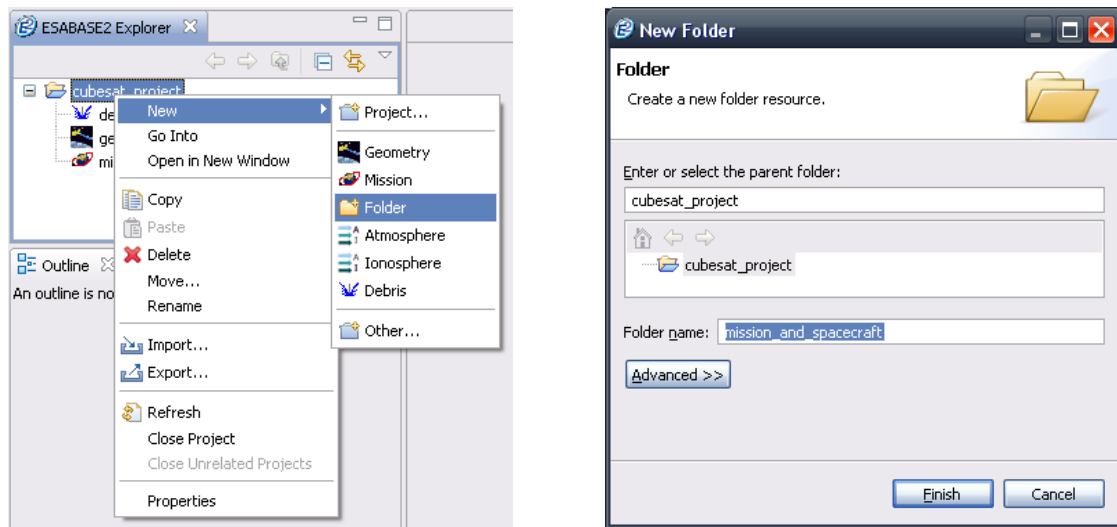 ESABASE2 Explorer
cubesat_project
de
ge
mi
New
Go Into
Open in New Window
Copy
Paste
Delete
Move...
Rename
Import...
Export...
Refresh
Close Project
Close Unrelated Projects
Properties
Project...
Geometry
Mission
Folder
Atmosphere
Ionosphere
Debris
Other...
Outline
An outline is no
New Folder
Folder
Create a new folder resource.
Enter or select the parent folder:
cubesat_project
cubesat_project
Folder name: mission_and_spacecraft
Advanced >>
Finish Cancel